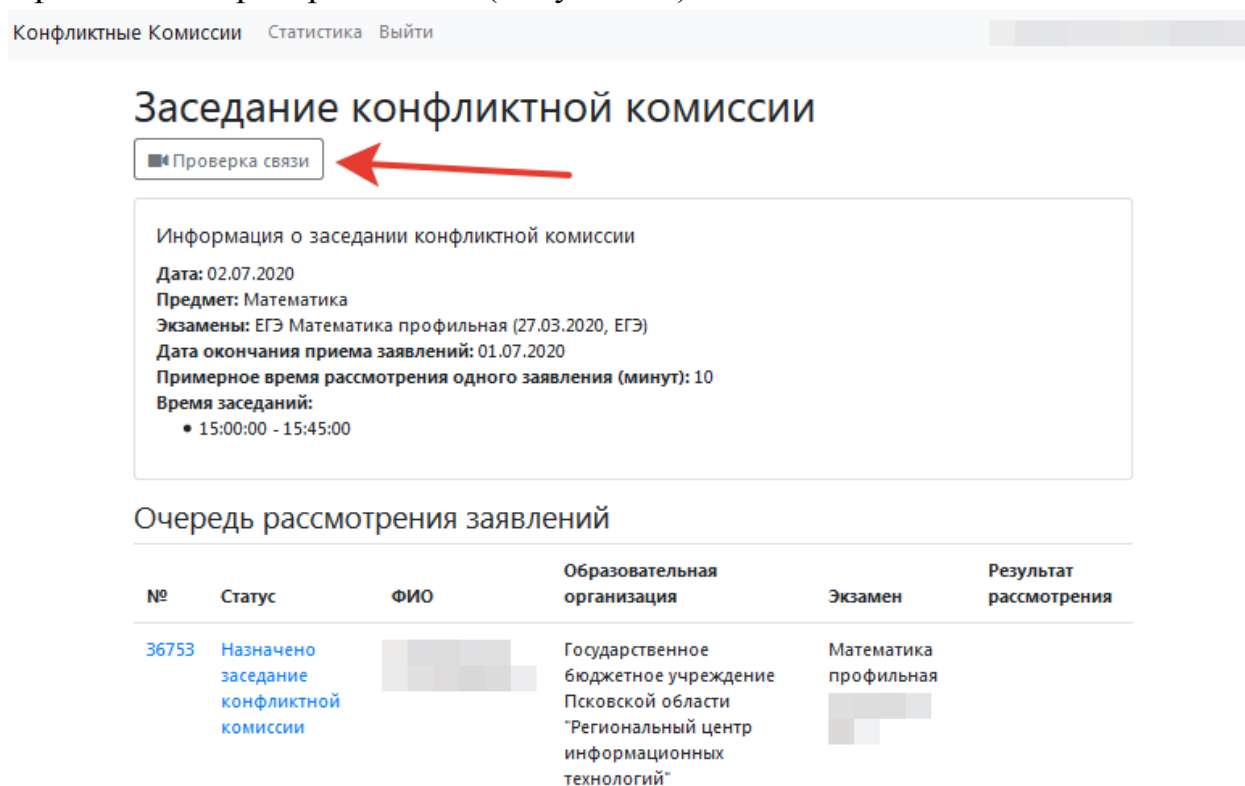 Конфликтные Комиссии Статистика Выйти
Заседание конфликтной комиссии
Проверка связи
Информация о заседании конфликтной комиссии
Дата: 02.07.2020
Предмет: Математика
Экзамены: ЕГЭ Математика профильная (27.03.2020, ЕГЭ)
Дата окончания приема заявлений: 01.07.2020
Примерное время рассмотрения одного заявления (минут): 10
Время заседаний:
• 15:00:00 - 15:45:00
Очередь рассмотрения заявлений
№ Статус ФИО Образовательная организация Экзамен Результат рассмотрения
36753 Назначено Государственное Математика
заседание бюджетное учреждение профильная
конфликтной Псковской области
комиссии "Региональный центр
информационных
технологий"